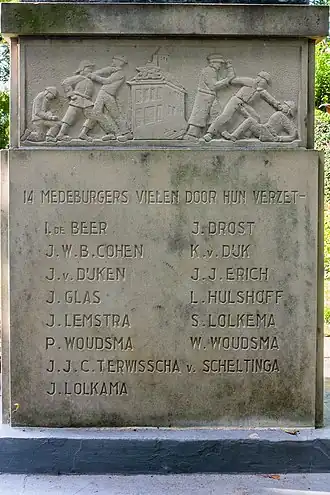 14 MEDEBURGERS VIELEN DOOR HUN VERZET-
I. DE BEER J. DROST
J.W.B. COHEN K. v. DIJK
J. v. DIJKEN J. J. ERICH
J. GLAS L. HULSHOFF
J. LEMSTRA S. LOLKEMA
P. WOUDSMA W. WOUDSMA
J. J. C. TERWISSCHA v. SCHELTINGA
J. LOLKAMA